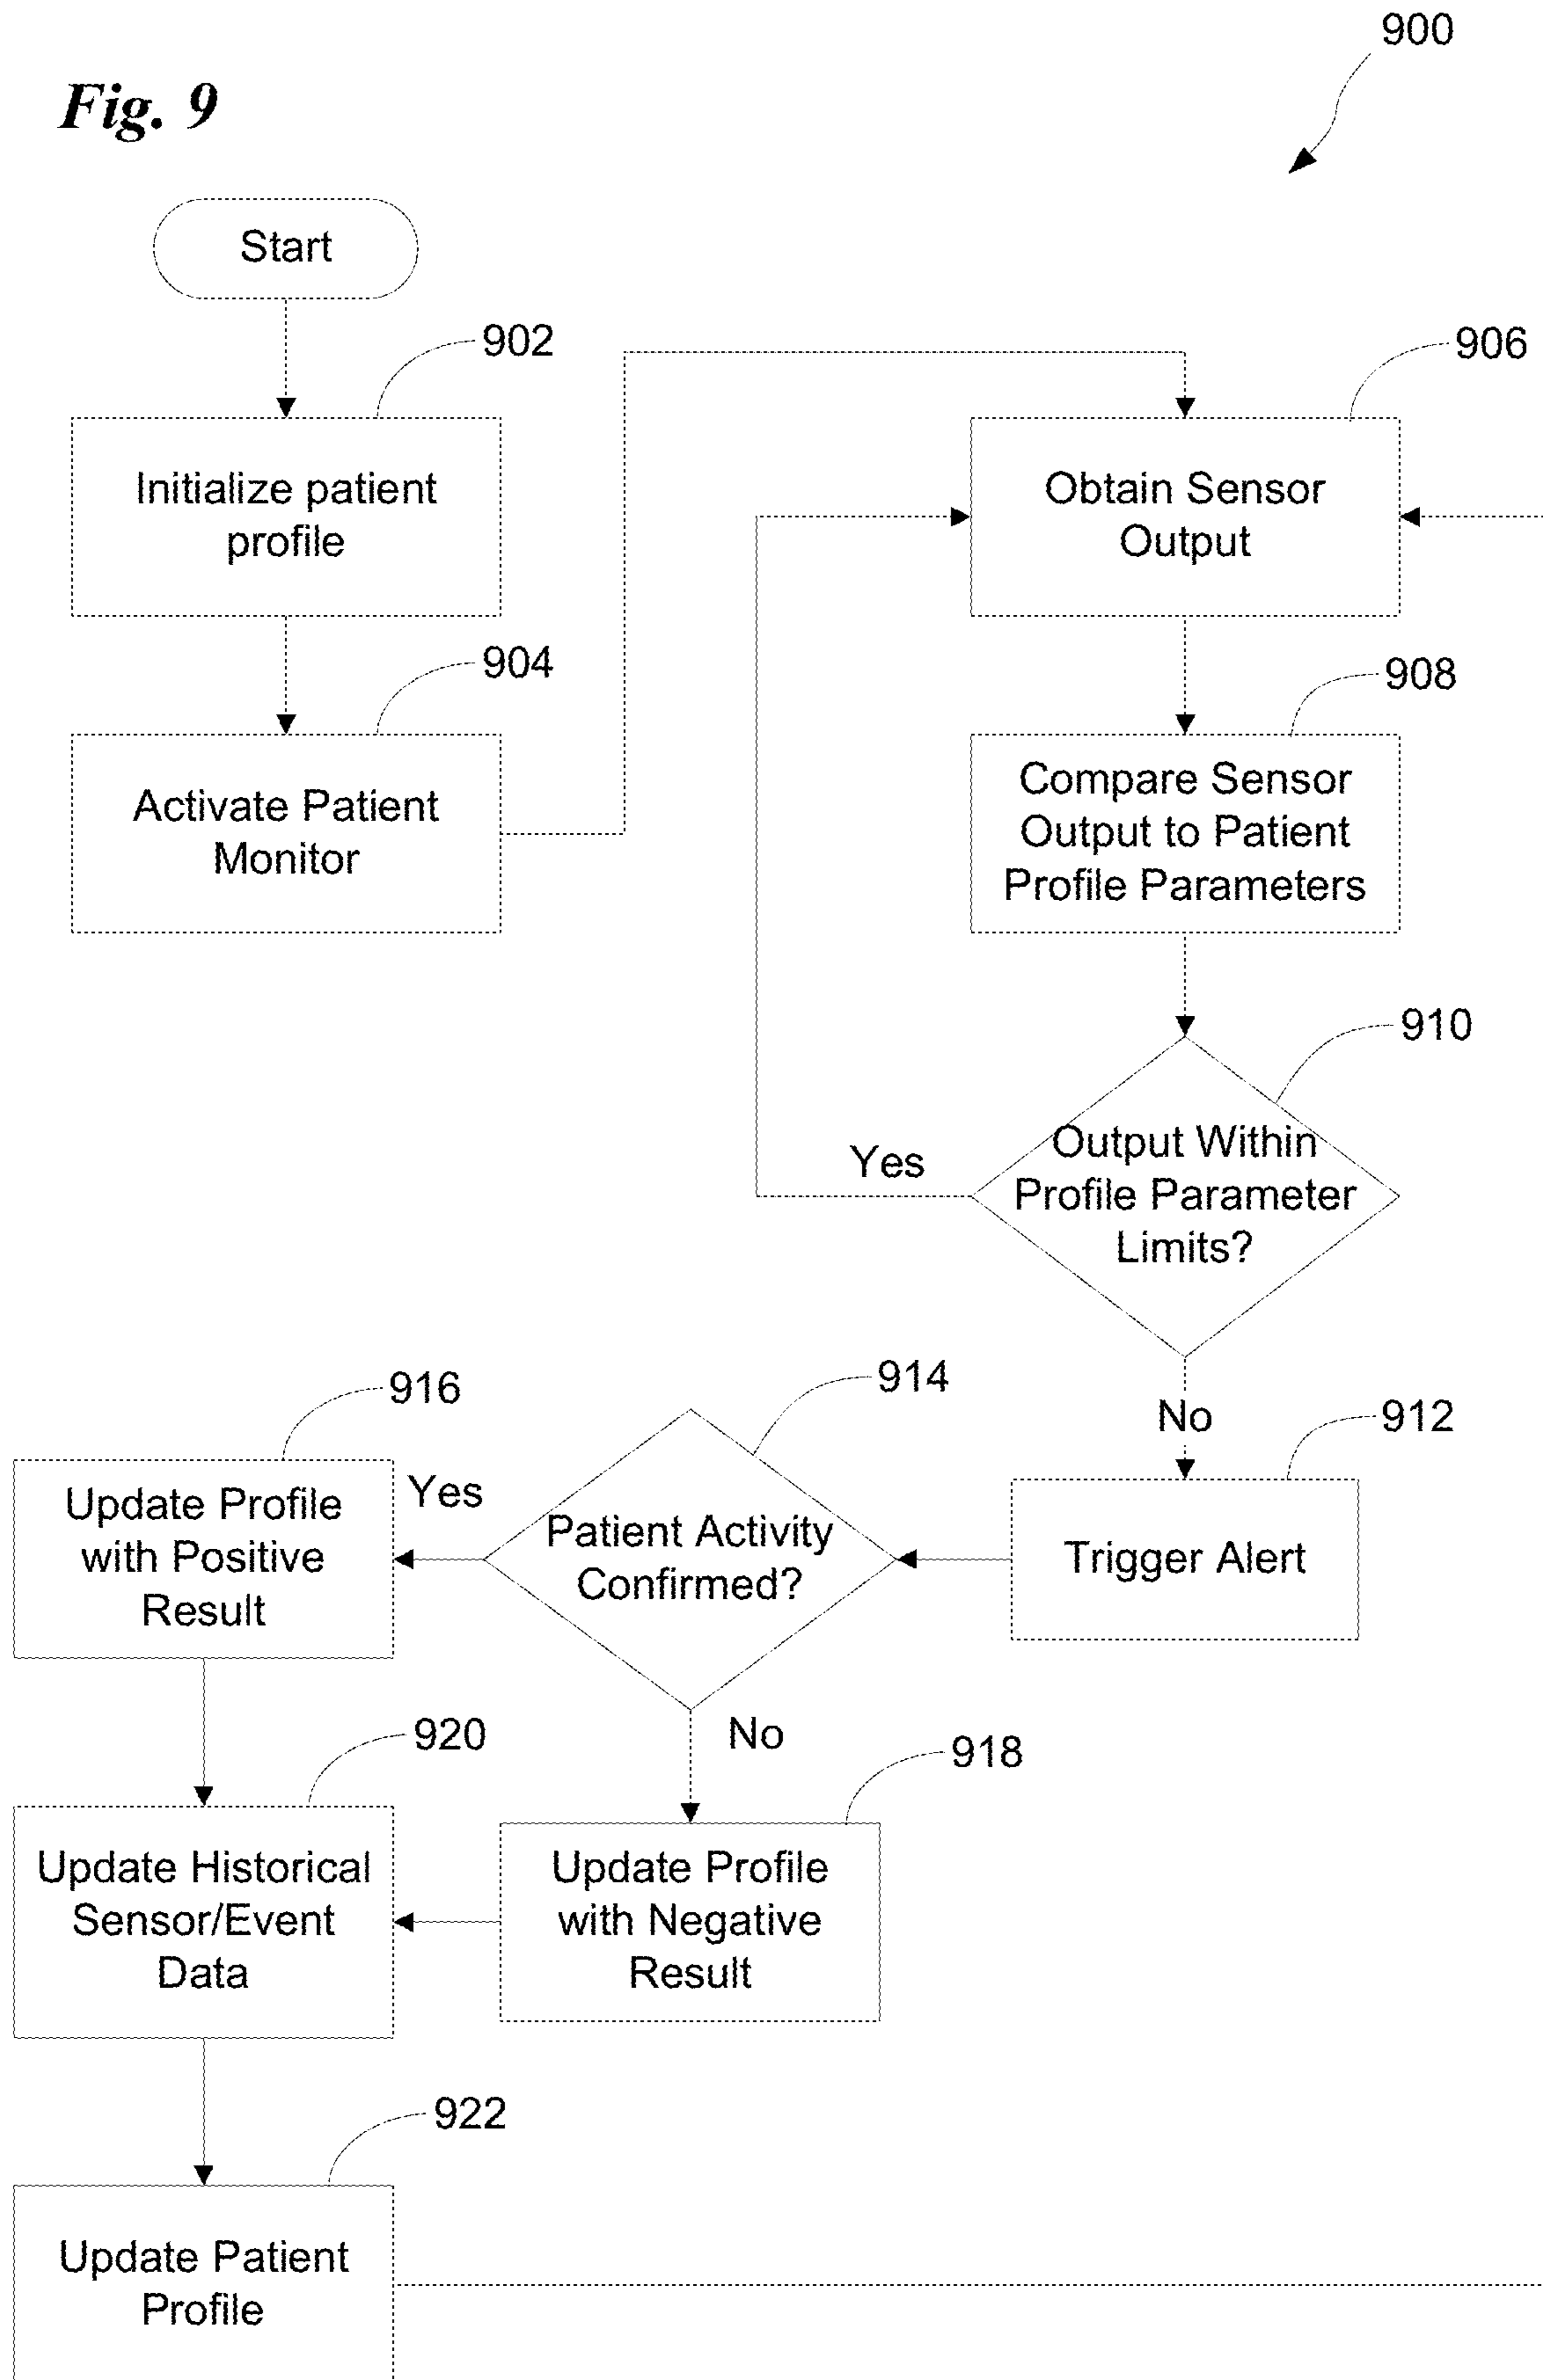 900
Fig. 9
Start
902
Initialize patient
profile
904
Activate Patient
Monitor
906
Obtain Sensor
Output
908
Compare Sensor
Output to Patient
Profile Parameters
910
Output Within
Profile Parameter
Limits?
Yes
No
912
Trigger Alert
914
Patient Activity
Confirmed?
Yes
No
916
Update Profile
with Positive
Result
918
Update Profile
with Negative
Result
920
Update Historical
Sensor/Event
Data
922
Update Patient
Profile